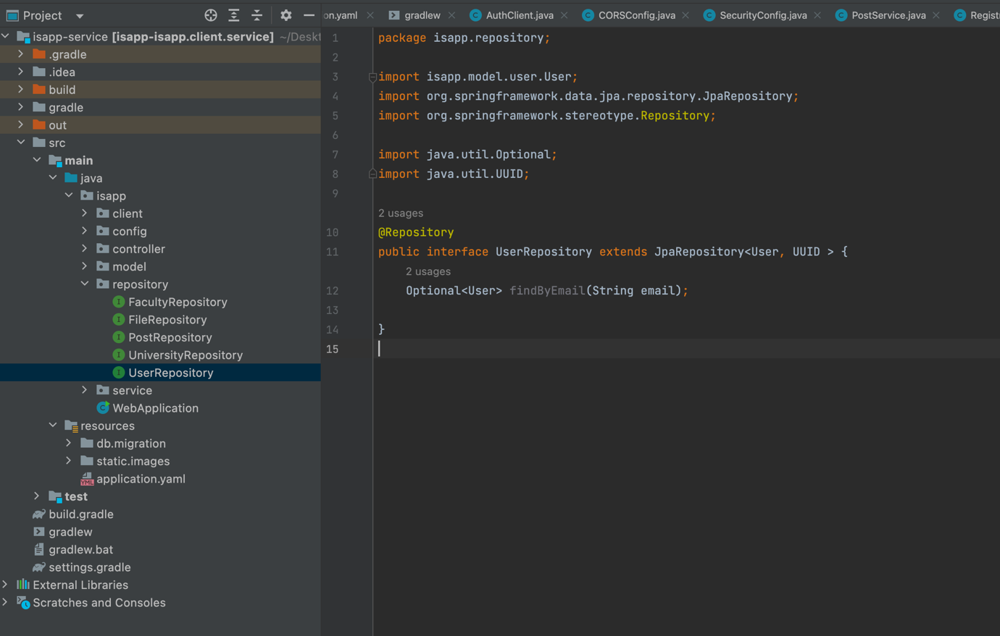 Project
isapp-service [isapp-isapp.client.service] ~/Deskt
.gradle
.idea
build
gradle
out
src
main
java
isapp
client
config
controller
model
repository
FacultyRepository
FileRepository
PostRepository
UniversityRepository
UserRepository
service
WebApplication
resources
db.migration
static.images
application.yaml
test
build.gradle
gradlew
gradlew.bat
settings.gradle
External Libraries
Scratches and Consoles
on.yaml gradlew AuthClient.java CORSConfig.java SecurityConfig.java PostService.java Registr
1 package isapp.repository;
2
3 import isapp.model.user.User;
4 import org.springframework.data.jpa.repository.JpaRepository;
5 import org.springframework.stereotype.Repository;
6
7 import java.util.Optional;
8 import java.util.UUID;
9
2 usages
10 @Repository
11 public interface UserRepository extends JpaRepository<User, UUID > {
2 usages
12 Optional<User> findByEmail(String email);
13
14 }
15